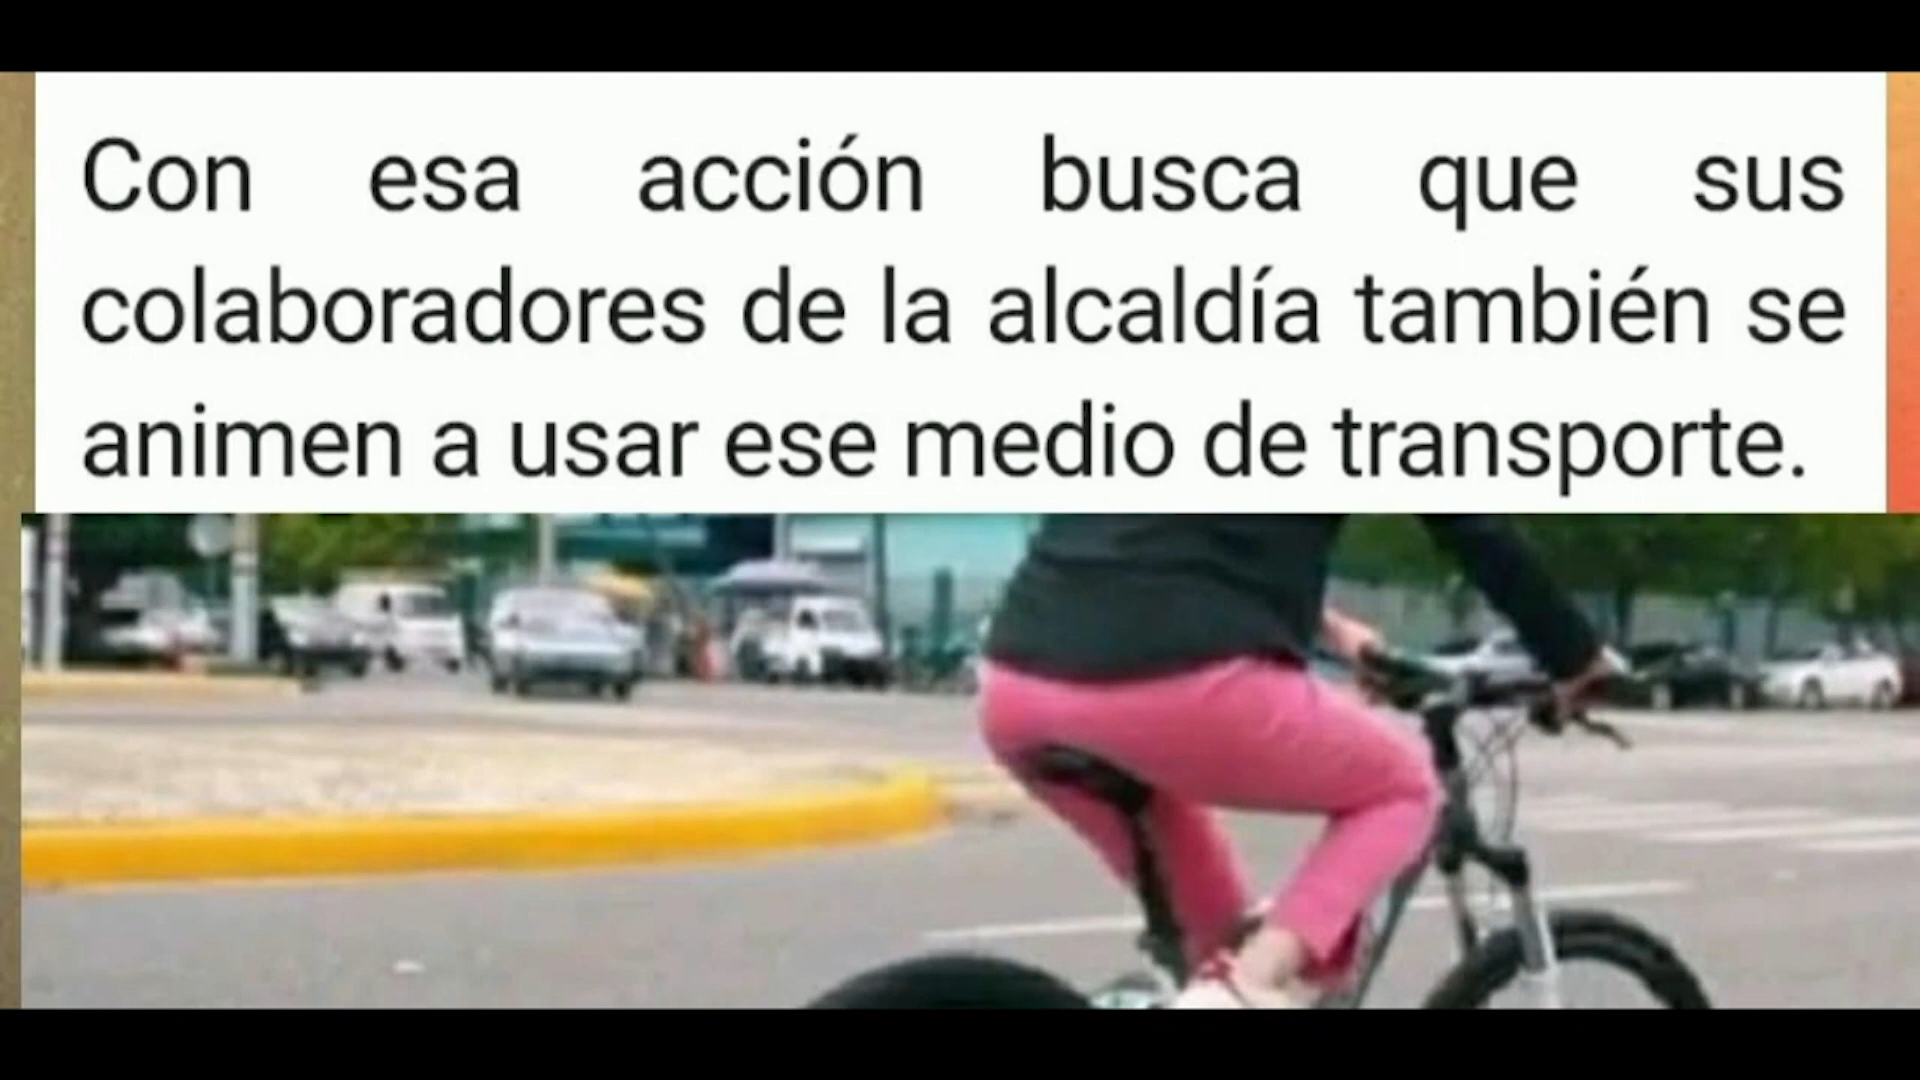 Con esa acción busca que sus
colaboradores de la alcaldía también se
animen a usar ese medio de transporte.